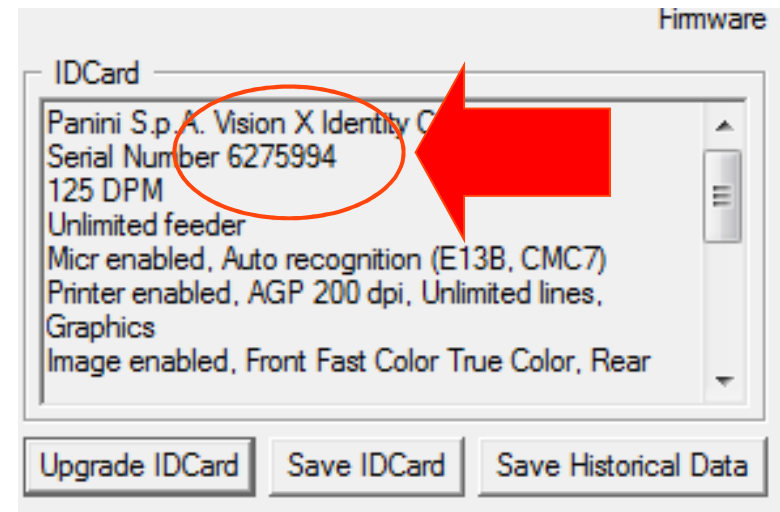 Firmware
IDCard
Panini S.p.A. Vision X Identity C
Serial Number 6275994
125 DPM
Unlimited feeder
Micr enabled, Auto recognition (E13B, CMC7)
Printer enabled, AGP 200 dpi, Unlimited lines,
Graphics
Image enabled, Front Fast Color True Color, Rear
Upgrade IDCard
Save IDCard
Save Historical Data